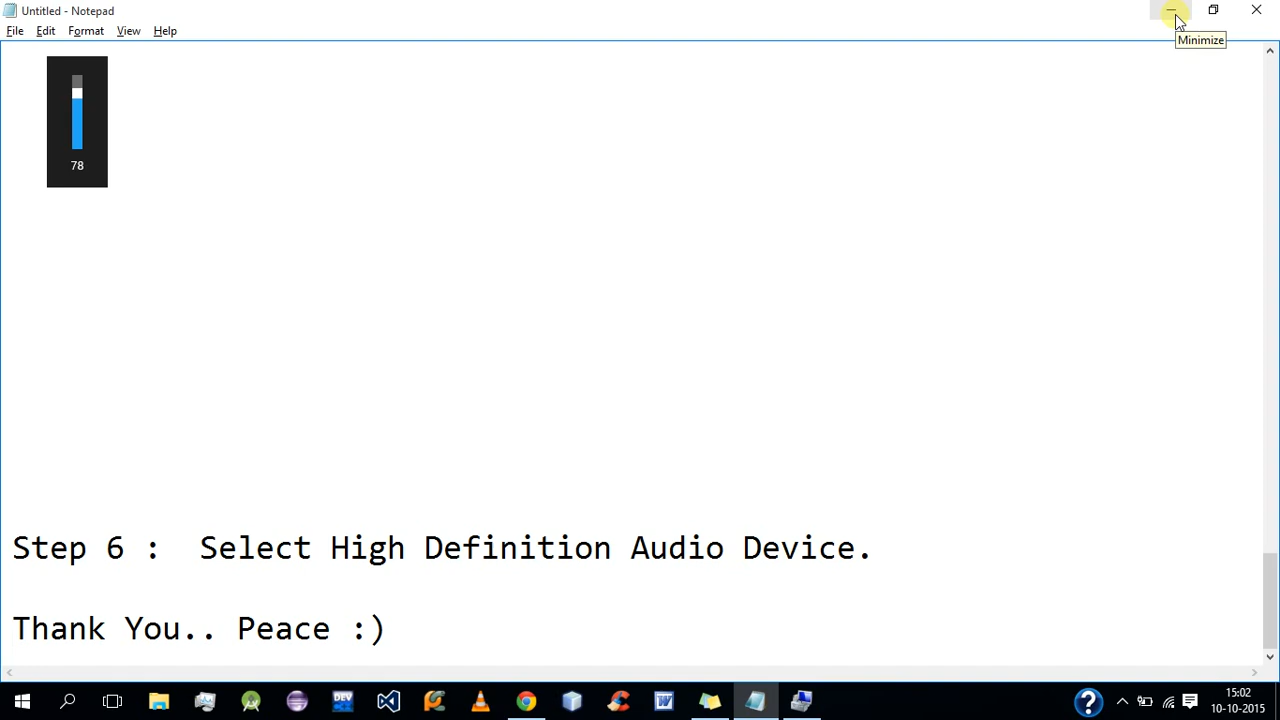 Untitled - Notepad
File Edit Format View Help
Minimize
78
Step 6 :  Select High Definition Audio Device.
Thank You.. Peace :)
DEV
W
?
15:02
10-10-2015